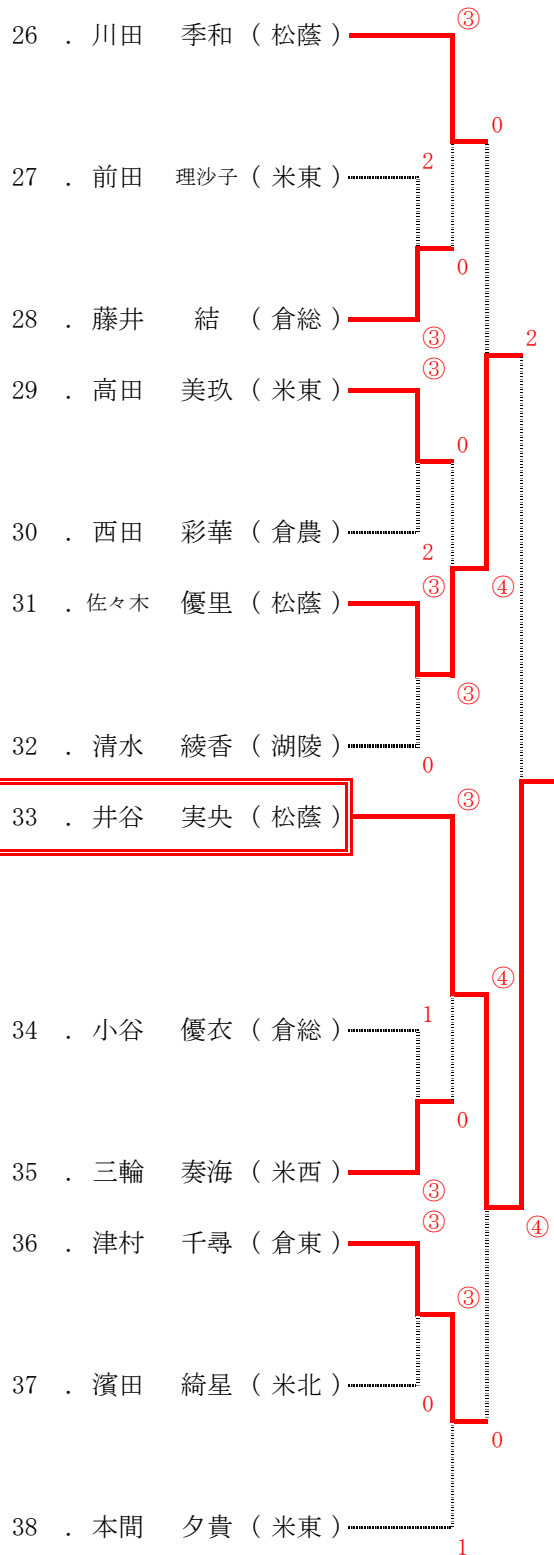 ③
26 . 川田 季和 ( 松蔭 )
0
2
27 . 前田 理沙子 ( 米東 )
0
28 . 藤井 結 ( 倉総 )
③
2
③
29 . 高田 美玖 ( 米東 )
0
30 . 西田 彩華 ( 倉農 )
2
③
④
31 . 佐々木 優里 ( 松蔭 )
③
32 . 清水 綾香 ( 湖陵 )
0
③
33 . 井谷 実央 ( 松蔭 )
④
1
34 . 小谷 優衣 ( 倉総 )
0
35 . 三輪 奏海 ( 米西 )
③
③
④
36 . 津村 千尋 ( 倉東 )
③
37 . 濱田 綺星 ( 米北 )
0
0
38 . 本間 夕貴 ( 米東 )
1